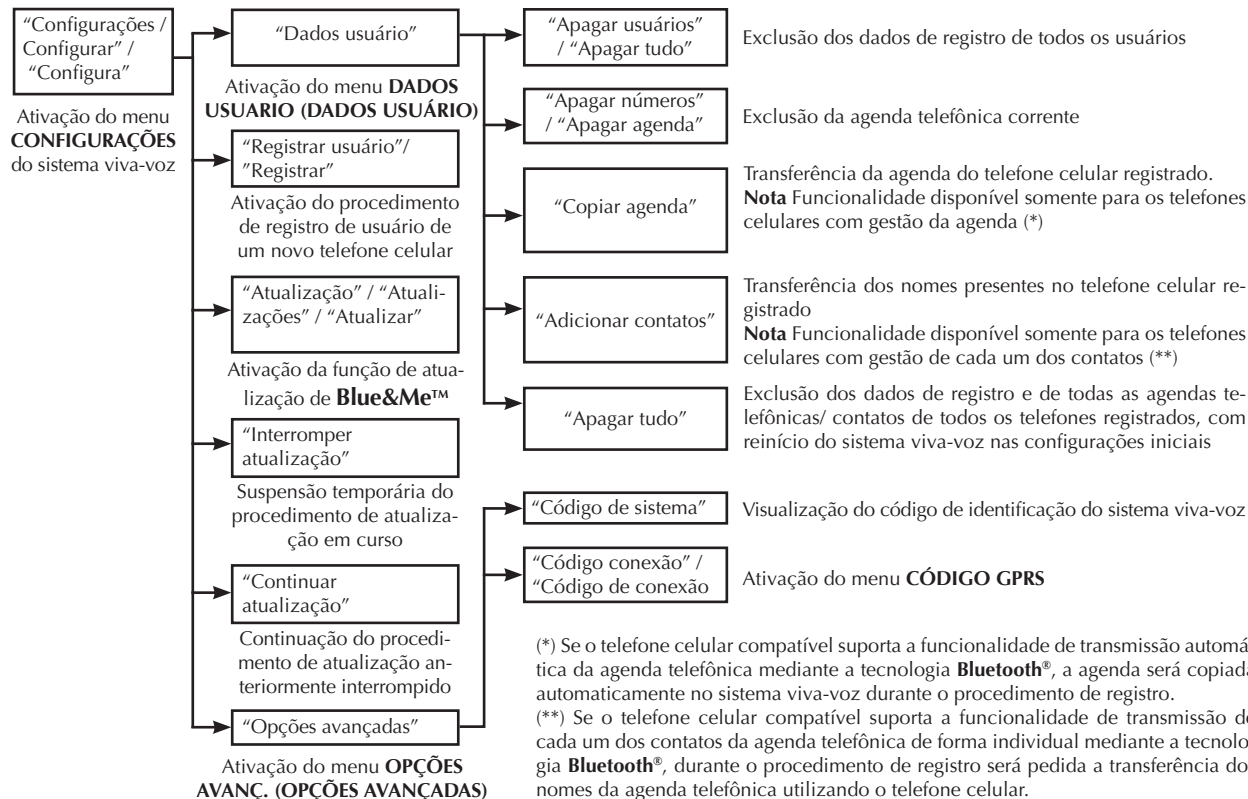 “Configurações /
Configurar” /
“Configura”
Ativação do menu
CONFIGURAÇÕES
do sistema viva-voz
“Dados usuário”
Ativação do menu DADOS
USUARIO (DADOS USUÁRIO)
“Registrar usuário”/
”Registrar”
Ativação do procedimento
de registro de usuário de
um novo telefone celular
“Atualização” / “Atuali-
zações” / “Atualizar”
Ativação da função de atua-
lização de Blue&Me™
“Interromper
atualização”
Suspensão temporária do
procedimento de atualiza-
ção em curso
“Continuar
atualização”
Continuação do procedi-
mento de atualização an-
teriormente interrompido
“Opções avançadas”
Ativação do menu OPÇÕES
AVANÇ. (OPÇÕES AVANÇADAS)
“Apagar usuários”
/ “Apagar tudo”
Exclusão dos dados de registro de todos os usuários
“Apagar números”
/ “Apagar agenda”
Exclusão da agenda telefônica corrente
“Copiar agenda”
Transferência da agenda do telefone celular registrado.
Nota Funcionalidade disponível somente para os telefones
celulares com gestão da agenda (*)
“Adicionar contatos”
Transferência dos nomes presentes no telefone celular re-
gistrado
Nota Funcionalidade disponível somente para os telefones
celulares com gestão de cada um dos contatos (**)
“Apagar tudo”
Exclusão dos dados de registro e de todas as agendas te-
lefônicas/ contatos de todos os telefones registrados, com
reinício do sistema viva-voz nas configurações iniciais
“Código de sistema”
Visualização do código de identificação do sistema viva-voz
“Código conexão” /
“Código de conexão
Ativação do menu CÓDIGO GPRS
(*) Se o telefone celular compatível suporta a funcionalidade de transmissão automá-
tica da agenda telefônica mediante a tecnologia Bluetooth®, a agenda será copiada
automaticamente no sistema viva-voz durante o procedimento de registro.
(**) Se o telefone celular compatível suporta a funcionalidade de transmissão de
cada um dos contatos da agenda telefônica de forma individual mediante a tecnolo-
gia Bluetooth®, durante o procedimento de registro será pedida a transferência do
nomes da agenda telefônica utilizando o telefone celular.